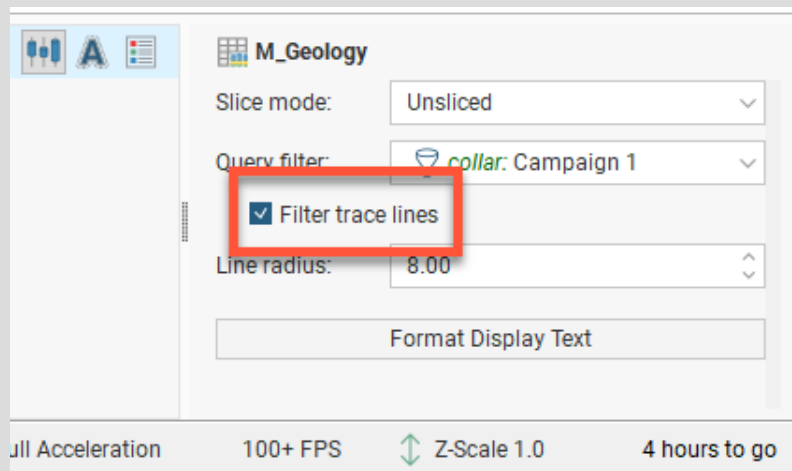 M_Geology
Slice mode: Unsliced
Query filter: collar: Campaign 1
Filter trace lines
Line radius: 8.00
Format Display Text
ull Acceleration 100+ FPS Z-Scale 1.0 4 hours to go